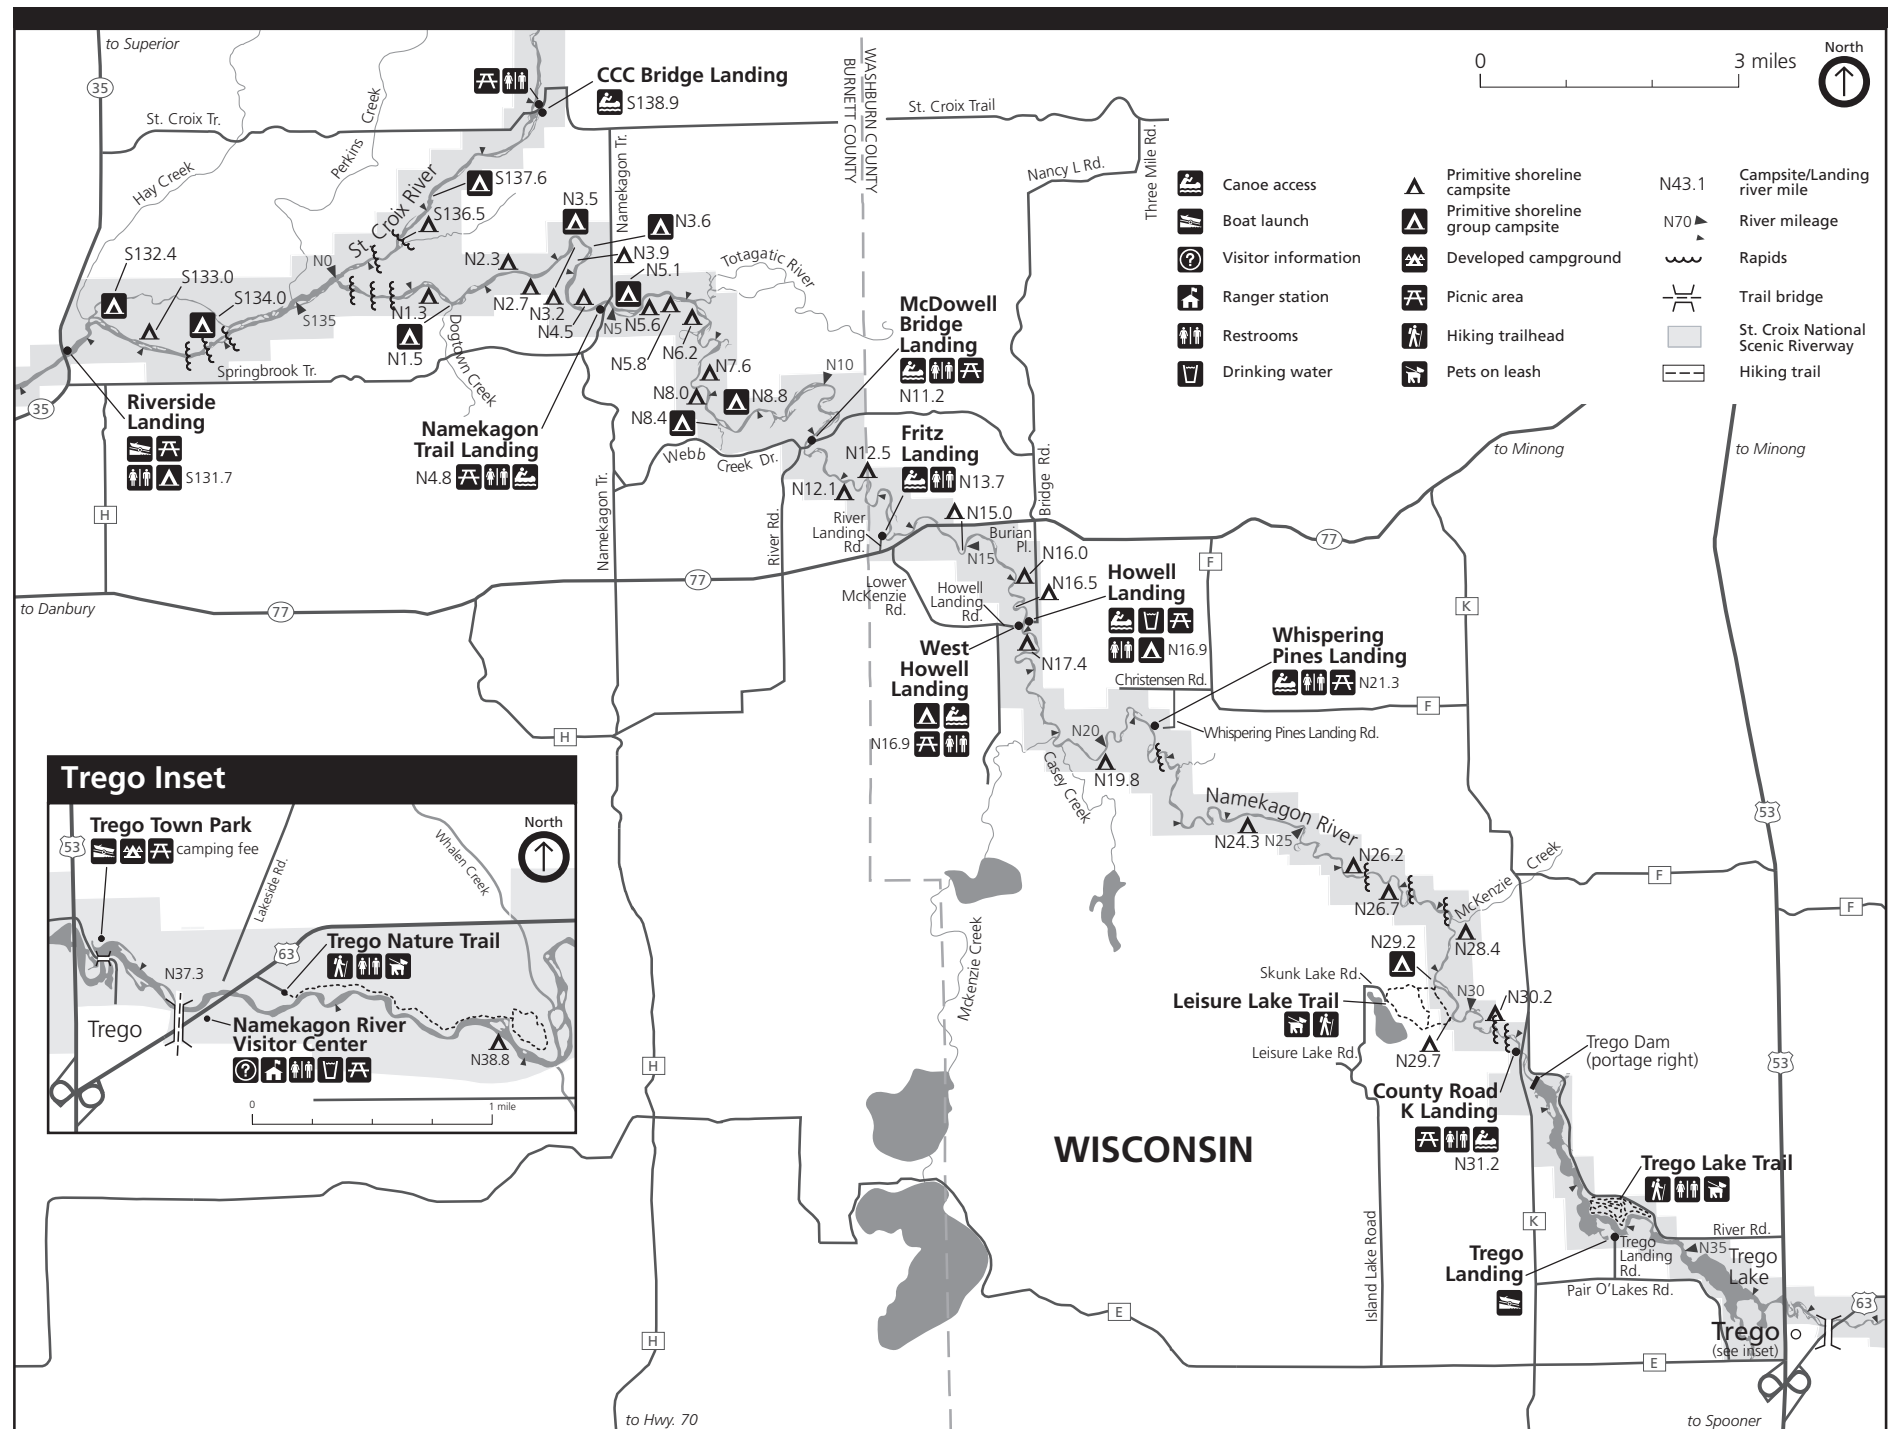 to Superior
35
St. Croix Tr.
Hay Creek
Perkins Creek
CCC Bridge Landing
S138.9
WASHBURN COUNTY
BURNETT COUNTY
St. Croix Trail
Namekagon Tr.
Nancy L Rd.
Three Mile Rd.
0 3 miles
North
Canoe access
Boat launch
Visitor information
Ranger station
Restrooms
Drinking water
Primitive shoreline
campsite
Primitive shoreline
group campsite
Developed campground
Picnic area
Hiking trailhead
Pets on leash
N43.1
Campsite/Landing
river mile
N70
River mileage
Rapids
Trail bridge
St. Croix National
Scenic Riverway
Hiking trail
St. Croix River
S137.6
S136.5
S132.4
S133.0
S134.0
N0
S135
N1.3
N1.5
N2.3
N2.7
N3.2
N3.5
N3.6
N3.9
N4.5
N5
N5.1
N5.6
N5.8
N6.2
N7.6
N8.0
N8.4
N8.8
N10
Totagatic River
Dogtown Creek
Springbrook Tr.
35
Riverside
Landing
S131.7
Namekagon
Trail Landing
N4.8
McDowell
Bridge
Landing
N11.2
Webb Creek Dr.
Fritz
Landing
N13.7
N12.5
N12.1
River
Landing
Rd.
River Rd.
Namekagon Tr.
Bridge Rd.
N15.0
N15
Burian
Pl.
N16.0
N16.5
Lower
McKenzie
Rd.
Howell
Landing
Rd.
Howell
Landing
N16.9
West
Howell
Landing
N16.9
N17.4
Christensen Rd.
Whispering
Pines Landing
N21.3
Whispering Pines Landing Rd.
to Minong
to Minong
77
77
77
to Danbury
H
H
F
K
F
N20
N19.8
Casey Creek
Namekagon River
N24.3
N25
N26.2
N26.7
N28.4
McKenzie Creek
53
F
F
N29.2
Skunk Lake Rd.
Leisure Lake Trail
Leisure Lake Rd.
N29.7
N30
N30.2
Trego Dam
(portage right)
53
County Road
K Landing
N31.2
Mckenzie Creek
WISCONSIN
Trego Lake Trail
River Rd.
K
Island Lake Road
Trego
Landing
Trego
Landing
Rd.
N35
Trego
Lake
Pair O'Lakes Rd.
63
Trego
(see inset)
E
E
H
H
to Hwy. 70
to Spooner
Trego Inset
Trego Town Park
camping fee
53
Lakeside Rd.
Whalen Creek
North
63
Trego Nature Trail
N37.3
Trego
Namekagon River
Visitor Center
N38.8
0 1 mile